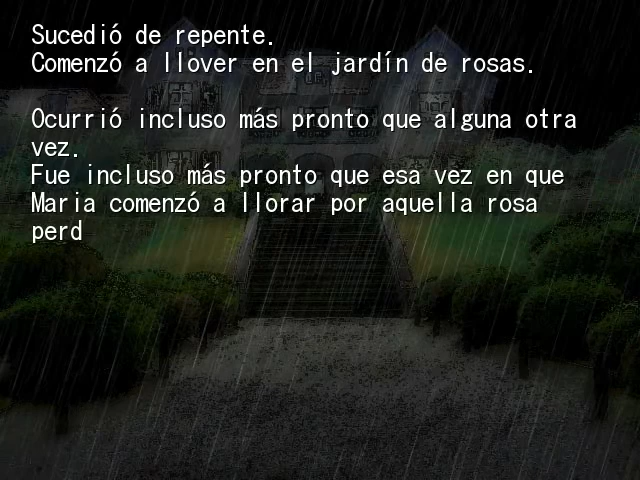 Sucedió de repente.
Comenzó a llover en el jardín de rosas.
Ocurrió incluso más pronto que alguna otra
vez.
Fue incluso más pronto que esa vez en que
Maria comenzó a llorar por aquella rosa
perd